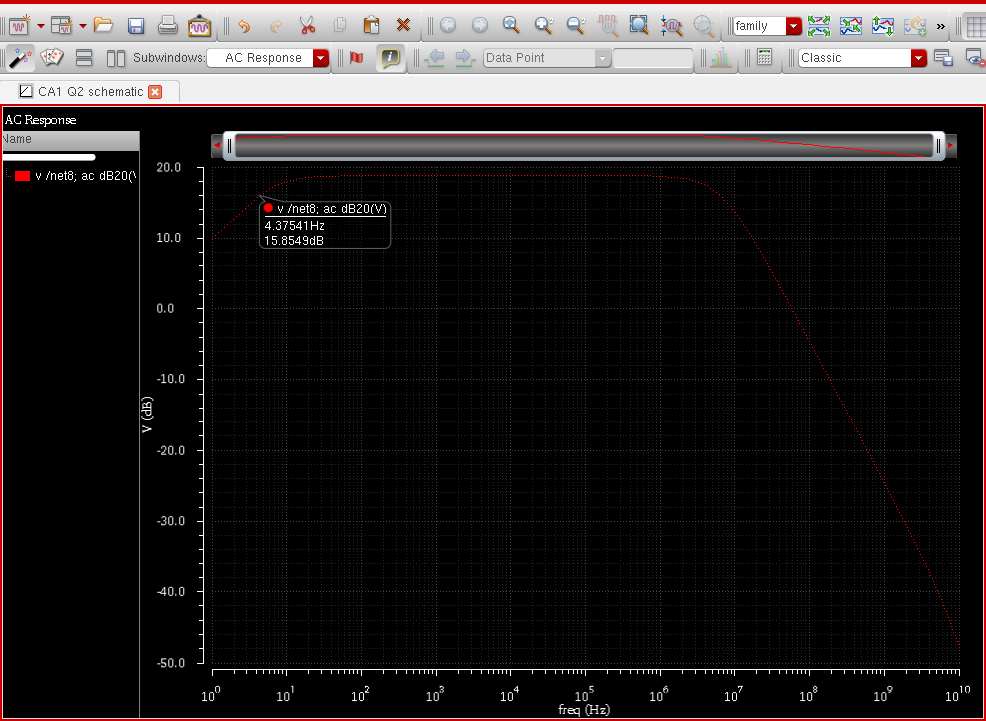 family
»
Subwindows: AC Response Data Point Classic
CA1 Q2 schematic
AC Response
Name
v /net8; ac dB20(
20.0
v /net8; ac dB20(V)
4.37541Hz
15.8549dB
10.0
0.0
-10.0
V (dB)
-20.0
-30.0
-40.0
-50.0
10⁰ 10¹ 10² 10³ 10⁴ 10⁵ 10⁶ 10⁷ 10⁸ 10⁹ 10¹⁰
freq (Hz)